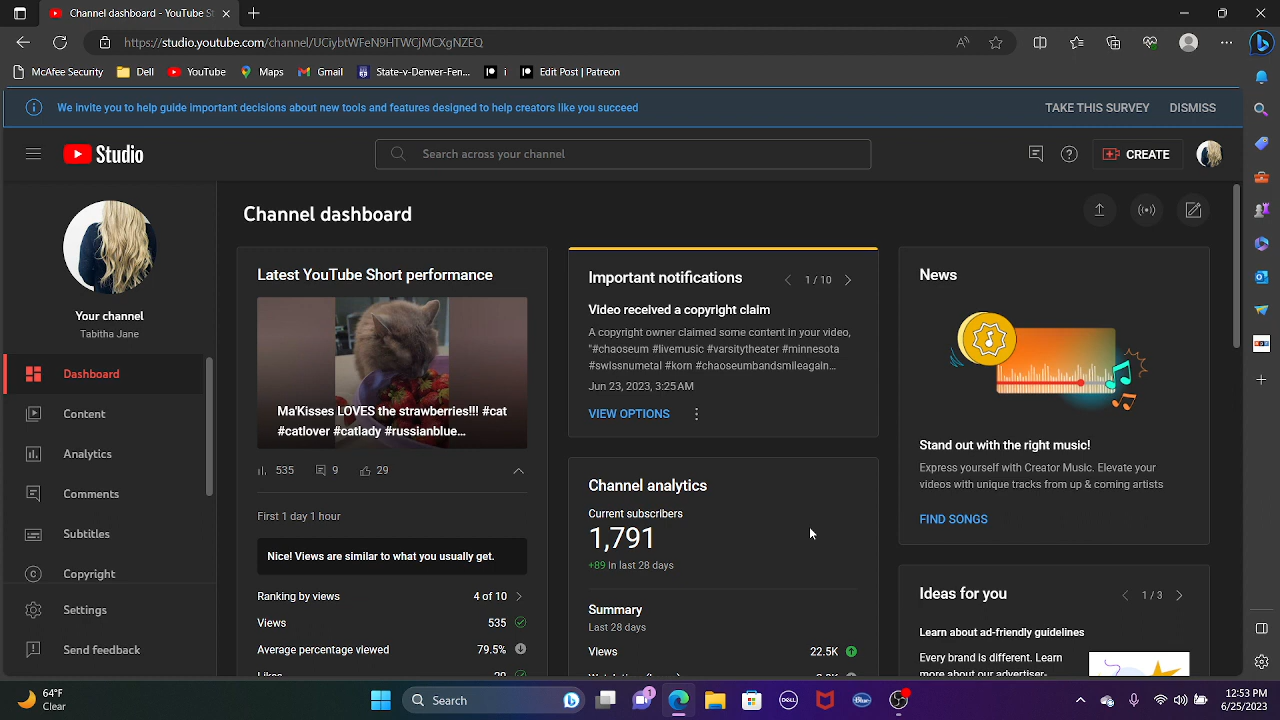 Channel dashboard - YouTube St
https://studio.youtube.com/channel/UCiybtWFeN9HTWCjMCXgNZEQ
McAfee Security
Dell
YouTube
Maps
Gmail
State-v-Denver-Fen...
i
Edit Post | Patreon
We invite you to help guide important decisions about new tools and features designed to help creators like you succeed
TAKE THIS SURVEY
DISMISS
Studio
Search across your channel
CREATE
Your channel
Tabitha Jane
Dashboard
Content
Analytics
Comments
Subtitles
Copyright
Settings
Send feedback
Channel dashboard
Latest YouTube Short performance
Ma'Kisses LOVES the strawberries!!! #cat
#catlover #catlady #russianblue...
535
9
29
First 1 day 1 hour
Nice! Views are similar to what you usually get.
Ranking by views
4 of 10
Views
535
Average percentage viewed
79.5%
Important notifications
1 / 10
Video received a copyright claim
A copyright owner claimed some content in your video,
"#chaoseum #livemusic #varsitytheater #minnesota
#swissnumetal #korn #chaoseumbandsmileagain...
Jun 23, 2023, 3:25AM
VIEW OPTIONS
Channel analytics
Current subscribers
1,791
+89 in last 28 days
Summary
Last 28 days
Views
22.5K
News
Stand out with the right music!
Express yourself with Creator Music. Elevate your
videos with unique tracks from up & coming artists
FIND SONGS
Ideas for you
1 / 3
Learn about ad-friendly guidelines
Every brand is different. Learn
more about our advertiser-
64°F
Clear
Search
1
DELL
Blue
12:53 PM
6/25/2023